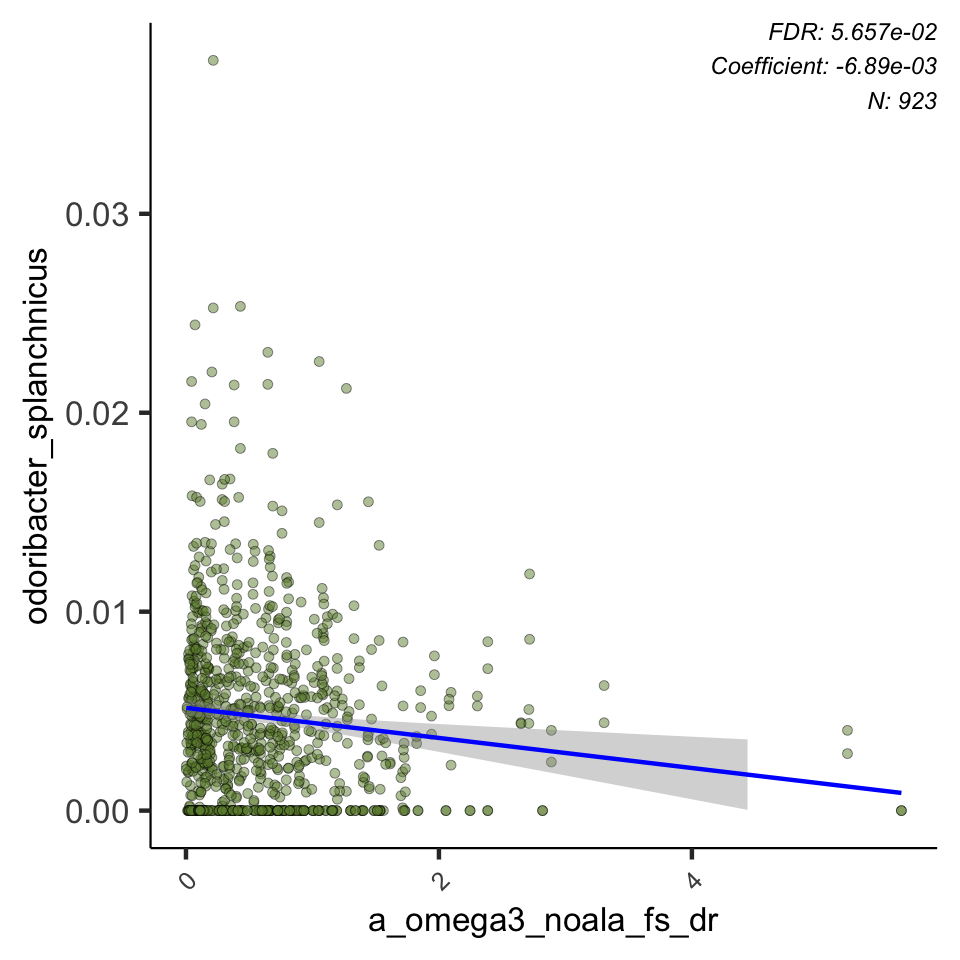 FDR: 5.657e-02
Coefficient: -6.89e-03
N: 923
odoribacter_splanchnicus
0.03
0.02
0.01
0.00
0
2
4
a_omega3_noala_fs_dr